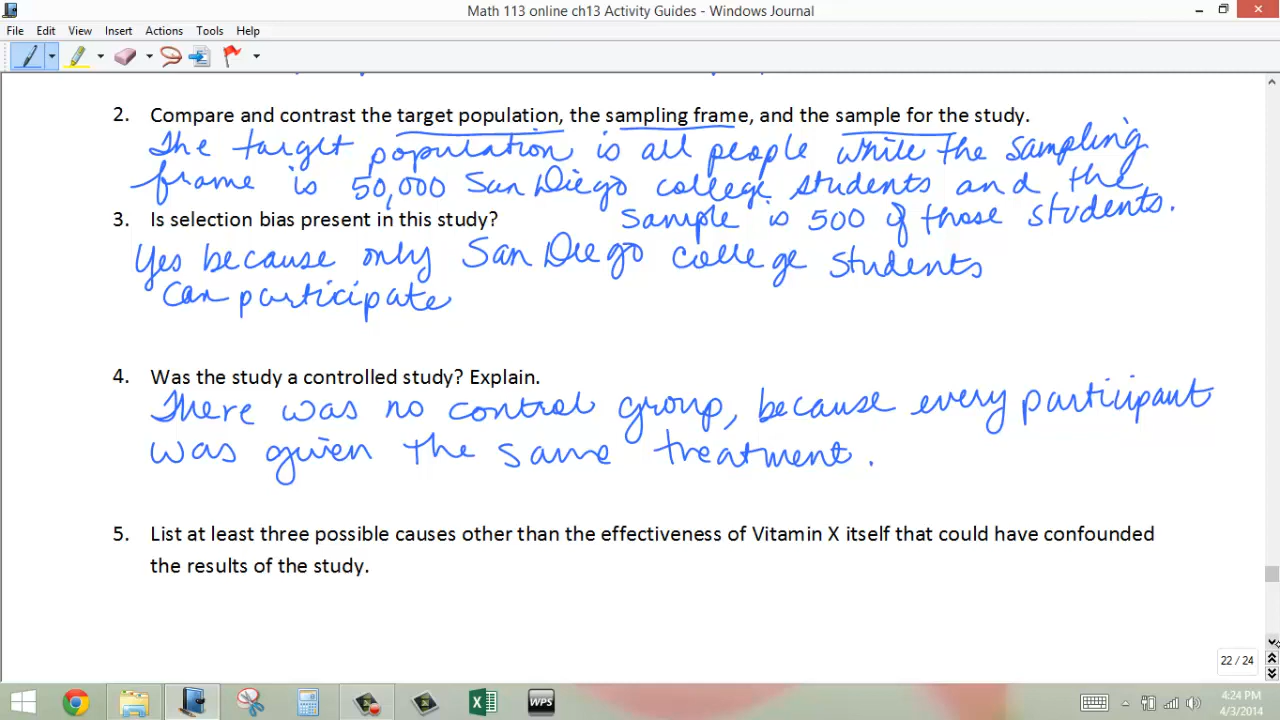 Math 113 online ch13 Activity Guides - Windows Journal
File Edit View Insert Actions Tools Help
2. Compare and contrast the target population, the sampling frame, and the sample for the study.
The target population is all people while the sampling
frame is 50,000 San Diego college students and the
sample is 500 of those students.
3. Is selection bias present in this study?
Yes because only San Diego college students
can participate
4. Was the study a controlled study? Explain.
There was no control group, because every participant
was given the same treatment.
5. List at least three possible causes other than the effectiveness of Vitamin X itself that could have confounded
the results of the study.
22 / 24
WPS
4:24 PM
4/3/2014